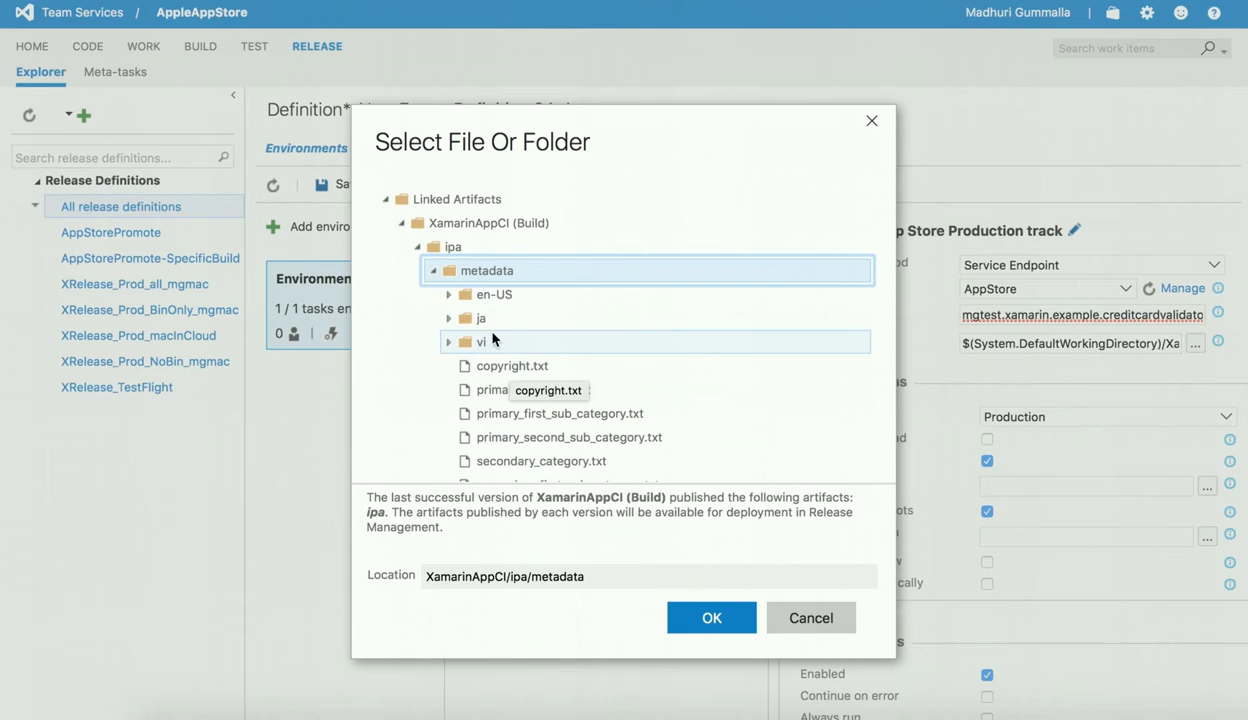 Team Services / AppleAppStore
Madhuri Gummalla
HOME CODE WORK BUILD TEST RELEASE
Search work items
Explorer Meta-tasks
Definition*
Search release definitions...
Environments
Release Definitions
All release definitions
AppStorePromote
AppStorePromote-SpecificBuild
XRelease_Prod_all_mgmac
XRelease_Prod_BinOnly_mgmac
XRelease_Prod_macInCloud
XRelease_Prod_NoBin_mgmac
XRelease_TestFlight
Sa
Add enviro
Environmen
1 / 1 tasks en
0
Select File Or Folder
Linked Artifacts
XamarinAppCI (Build)
ipa
metadata
en-US
ja
vi
copyright.txt
prima
copyright.txt
primary_first_sub_category.txt
primary_second_sub_category.txt
secondary_category.txt
The last successful version of XamarinAppCI (Build) published the following artifacts:
ipa. The artifacts published by each version will be available for deployment in Release
Management.
Location XamarinAppCI/ipa/metadata
OK Cancel
p Store Production track
od Service Endpoint
AppStore Manage
mgtest.xamarin.example.creditcardvalidato
$(System.DefaultWorkingDirectory)/Xa ...
ns
Production
ad
...
ots
...
w
cally
s
Enabled
Continue on error
Always run